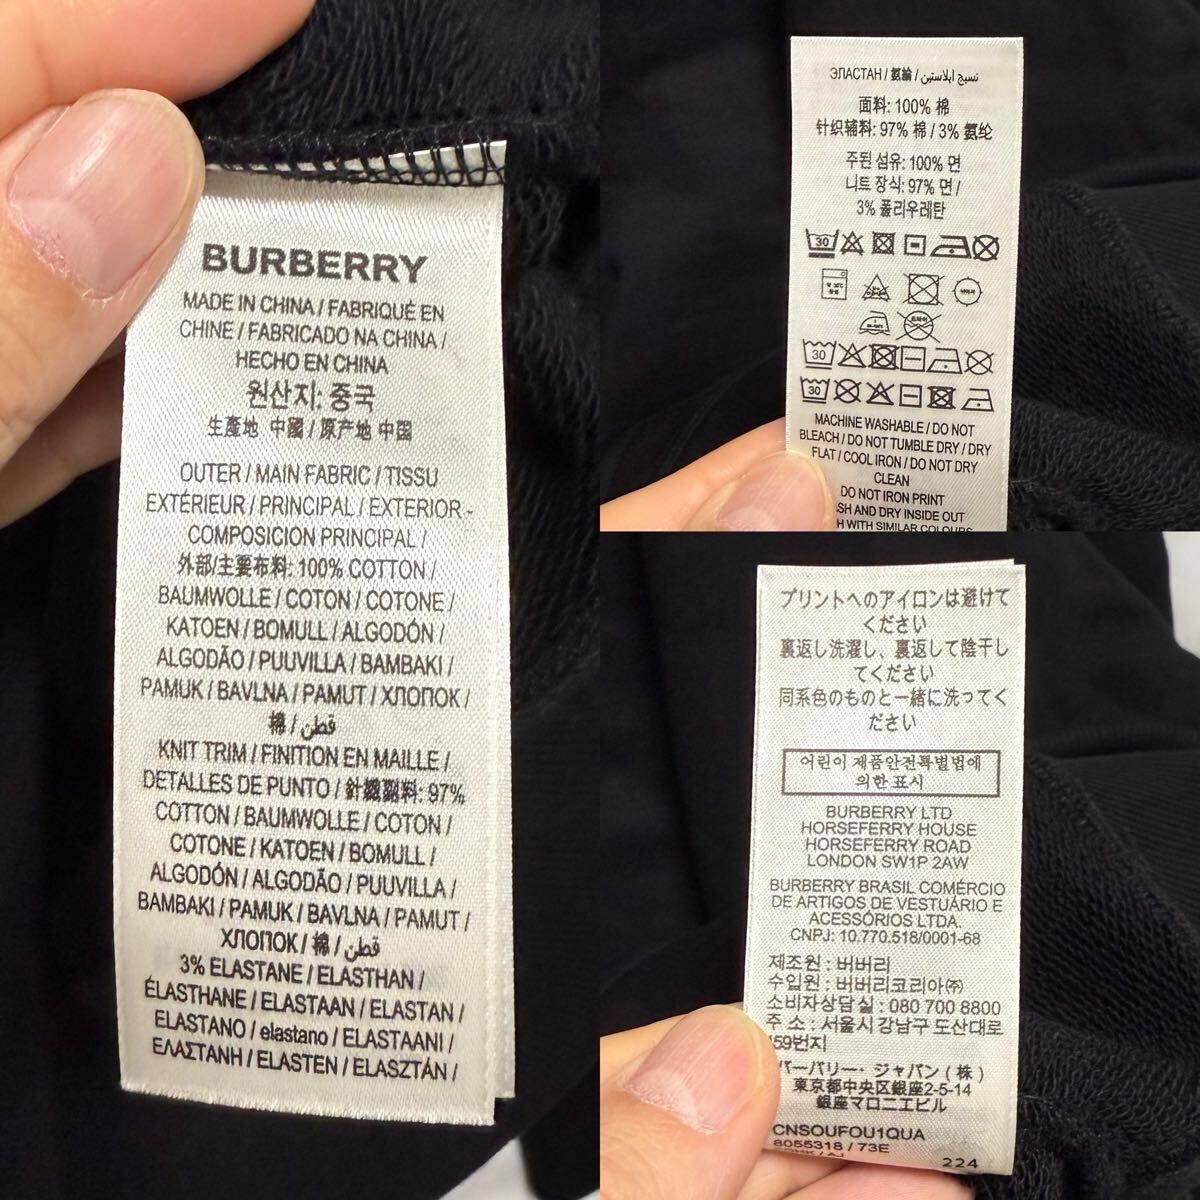 BURBERRY
MADE IN CHINA / FABRIQUÉ EN
CHINE / FABRICADO NA CHINA /
HECHO EN CHINA
원산지: 중국
生產地 中國 / 原产地 中国
OUTER / MAIN FABRIC / TISSU
EXTÉRIEUR / PRINCIPAL / EXTERIOR -
COMPOSICION PRINCIPAL /
外部/主要布料: 100% COTTON /
BAUMWOLLE / COTON / COTONE /
KATOEN / BOMULL / ALGODÓN /
ALGODÃO / PUUVILLA / BAMBAKI /
PAMUK / BAVLNA / PAMUT / ХЛОПОК /
棉 / قطن /
KNIT TRIM / FINITION EN MAILLE /
DETALLES DE PUNTO / 針織副料: 97%
COTTON / BAUMWOLLE / COTON /
COTONE / KATOEN / BOMULL /
ALGODÓN / ALGODÃO / PUUVILLA /
BAMBAKI / PAMUK / BAVLNA / PAMUT /
ХЛОПОК / 棉 / قطن /
3% ELASTANE / ELASTHAN /
ÉLASTHANE / ELASTAAN / ELASTAN /
ELASTANO / elastano / ELASTAANI /
ΕΛΑΣΤΑΝΗ / ELASTEN / ELASZTÁN /
ЭЛАСТАН / 氨綸 / نسيج ايلاستين /
面料: 100% 棉
针织辅料: 97% 棉 / 3% 氨纶
주된 섬유: 100% 면
니트 장식: 97% 면 /
3% 폴리우레탄
30
30
30
MACHINE WASHABLE / DO NOT
BLEACH / DO NOT TUMBLE DRY / DRY
FLAT / COOL IRON / DO NOT DRY
CLEAN
DO NOT IRON PRINT
SH AND DRY INSIDE OUT
H WITH SIMILAR COLOURS
プリントへのアイロンは避けて
ください
裏返し洗濯し、裏返して陰干し
てください
同系色のものと一緒に洗ってく
ださい
어린이 제품안전특별법에
의한 표시
BURBERRY LTD
HORSEFERRY HOUSE
HORSEFERRY ROAD
LONDON SW1P 2AW
BURBERRY BRASIL COMÉRCIO
DE ARTIGOS DE VESTUÁRIO E
ACESSÓRIOS LTDA.
CNPJ: 10.770.518/0001-68
제조원 : 버버리
수입원 : 버버리코리아㈜
소비자상담실 : 080 700 8800
주 소 : 서울시 강남구 도산대로
459번지
バーバリー・ジャパン ( 株 )
東京都中央区銀座2-5-14
銀座マロニエビル
CNSOUFOU1QUA
8055318 / 73E
224